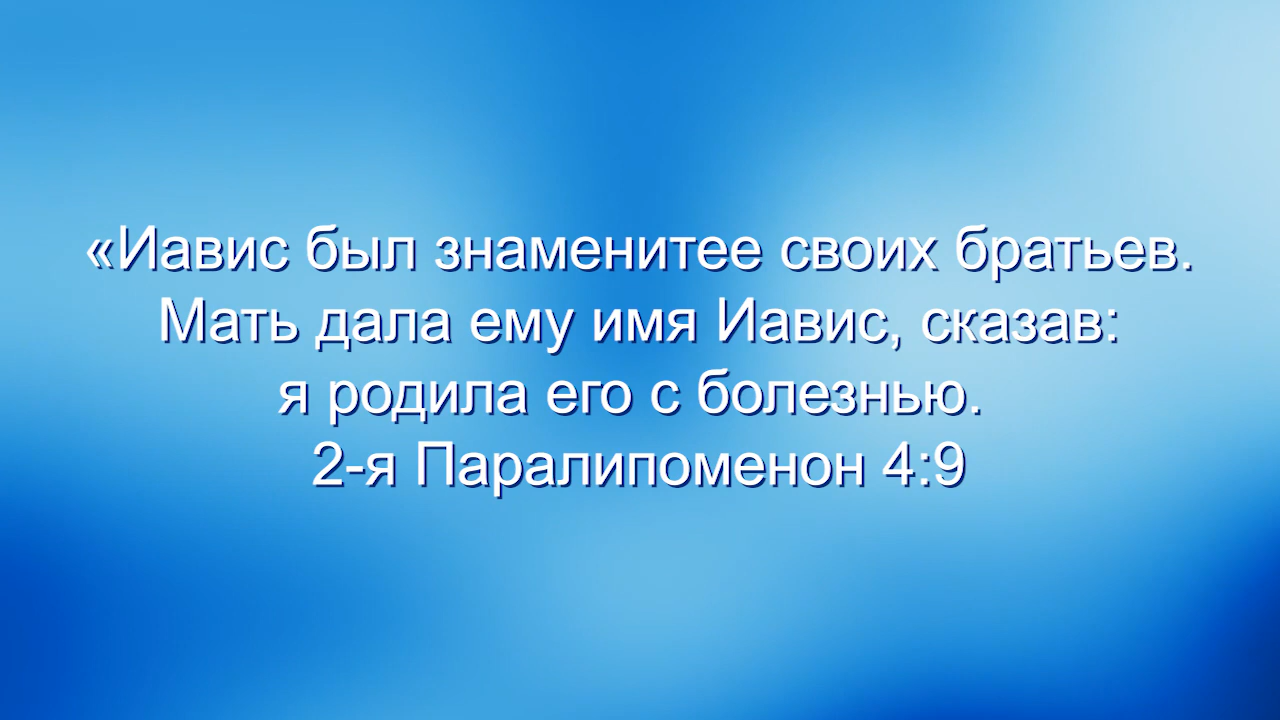 «Иавис был знаменитее своих братьев.
Мать дала ему имя Иавис, сказав:
я родила его с болезнью.
2-я Паралипоменон 4:9